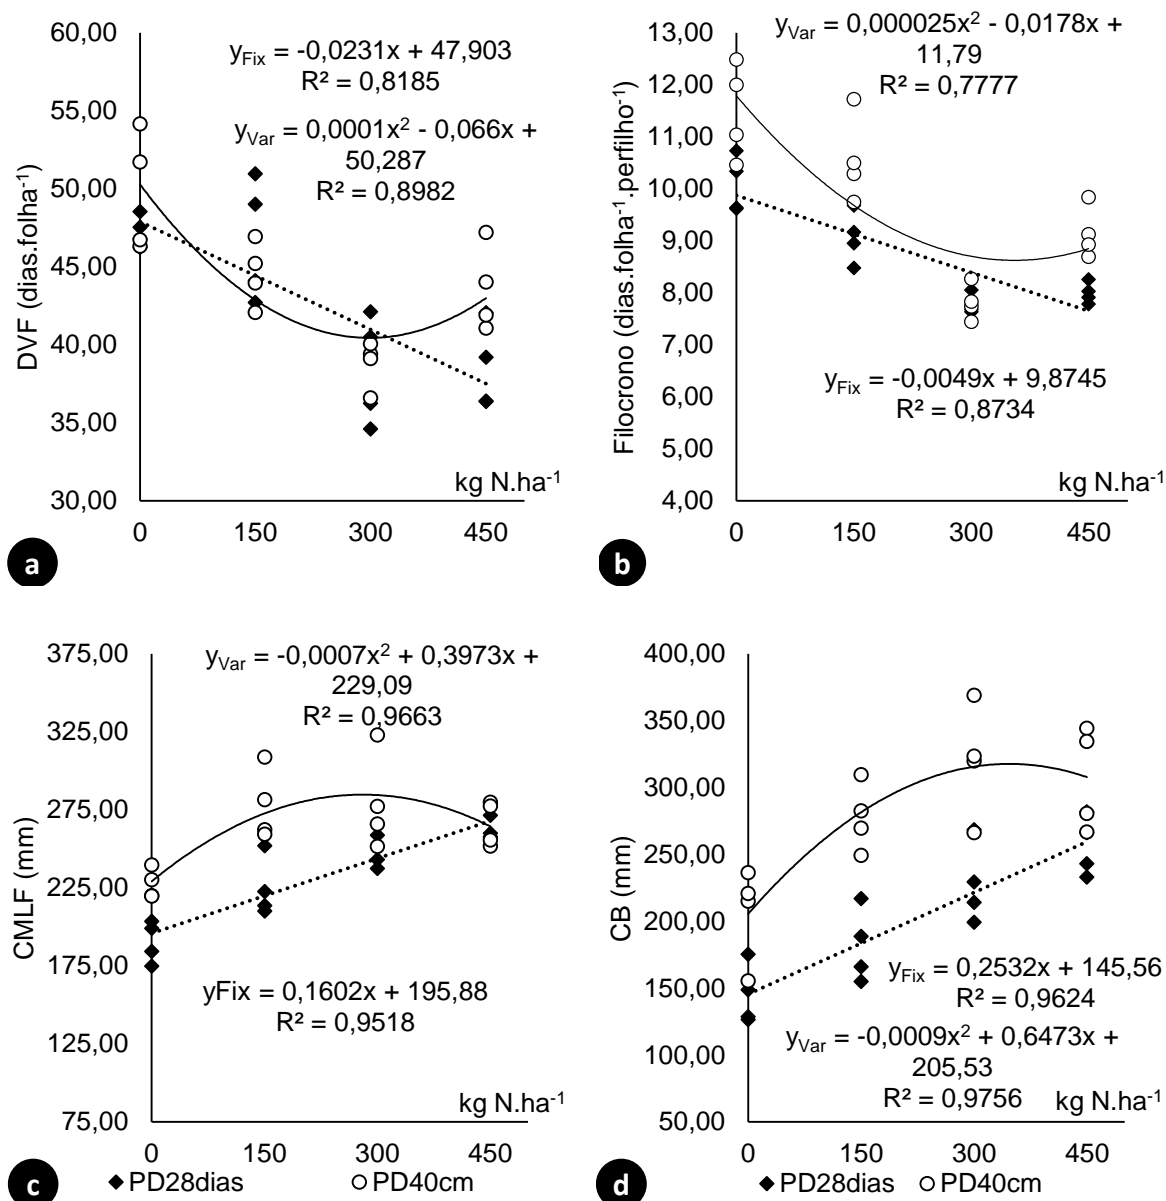 60,00
55,00
50,00
45,00
40,00
35,00
30,00
DVF (dias.folha⁻¹)
y_Fix = -0,0231x + 47,903
R² = 0,8185
y_Var = 0,0001x² - 0,066x +
50,287
R² = 0,8982
kg N.ha⁻¹
0 150 300 450
a
13,00
12,00
11,00
10,00
9,00
8,00
7,00
6,00
5,00
4,00
Filocrono (dias.folha⁻¹.perfilho⁻¹)
y_Var = 0,000025x² - 0,0178x +
11,79
R² = 0,7777
y_Fix = -0,0049x + 9,8745
R² = 0,8734
kg N.ha⁻¹
0 150 300 450
b
375,00
325,00
275,00
225,00
175,00
125,00
75,00
CMLF (mm)
y_Var = -0,0007x² + 0,3973x +
229,09
R² = 0,9663
yFix = 0,1602x + 195,88
R² = 0,9518
kg N.ha⁻¹
0 150 300 450
c
PD28dias PD40cm
400,00
350,00
300,00
250,00
200,00
150,00
100,00
50,00
CB (mm)
y_Fix = 0,2532x + 145,56
R² = 0,9624
y_Var = -0,0009x² + 0,6473x +
205,53
R² = 0,9756
kg N.ha⁻¹
0 150 300 450
d
PD28dias PD40cm